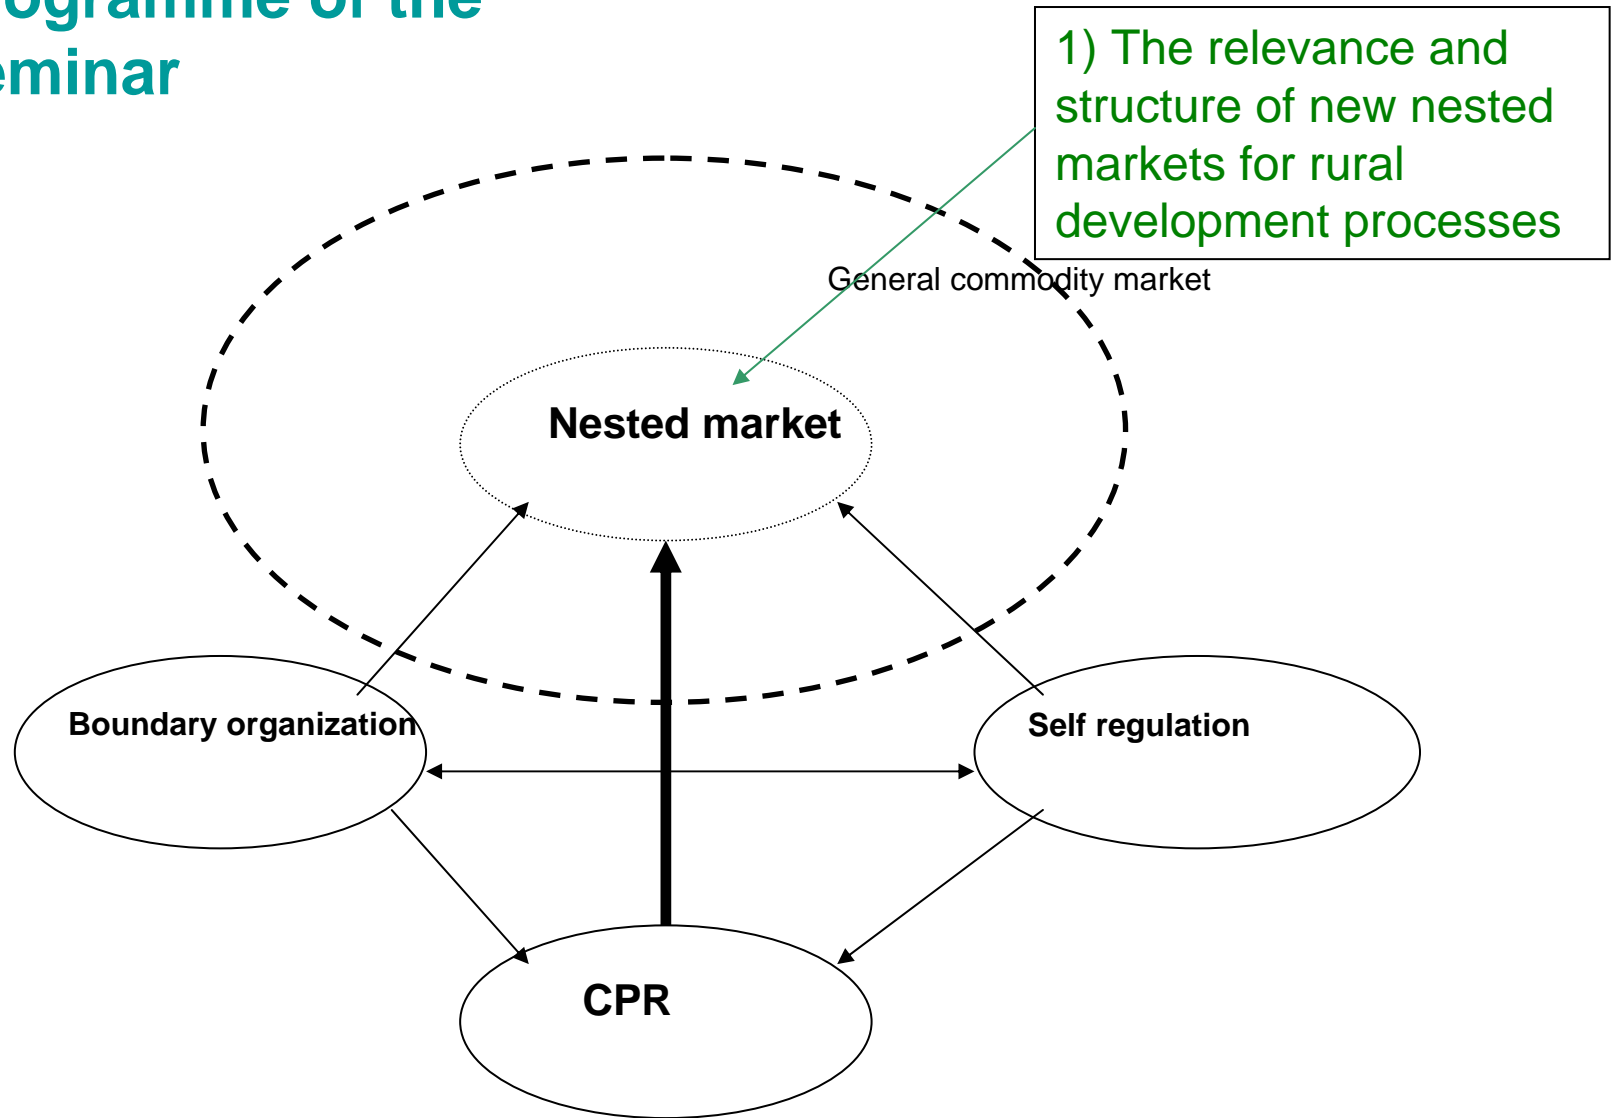 ogramme of the
eminar
1) The relevance and
structure of new nested
markets for rural
development processes
General commodity market
Nested market
Boundary organization
Self regulation
CPR